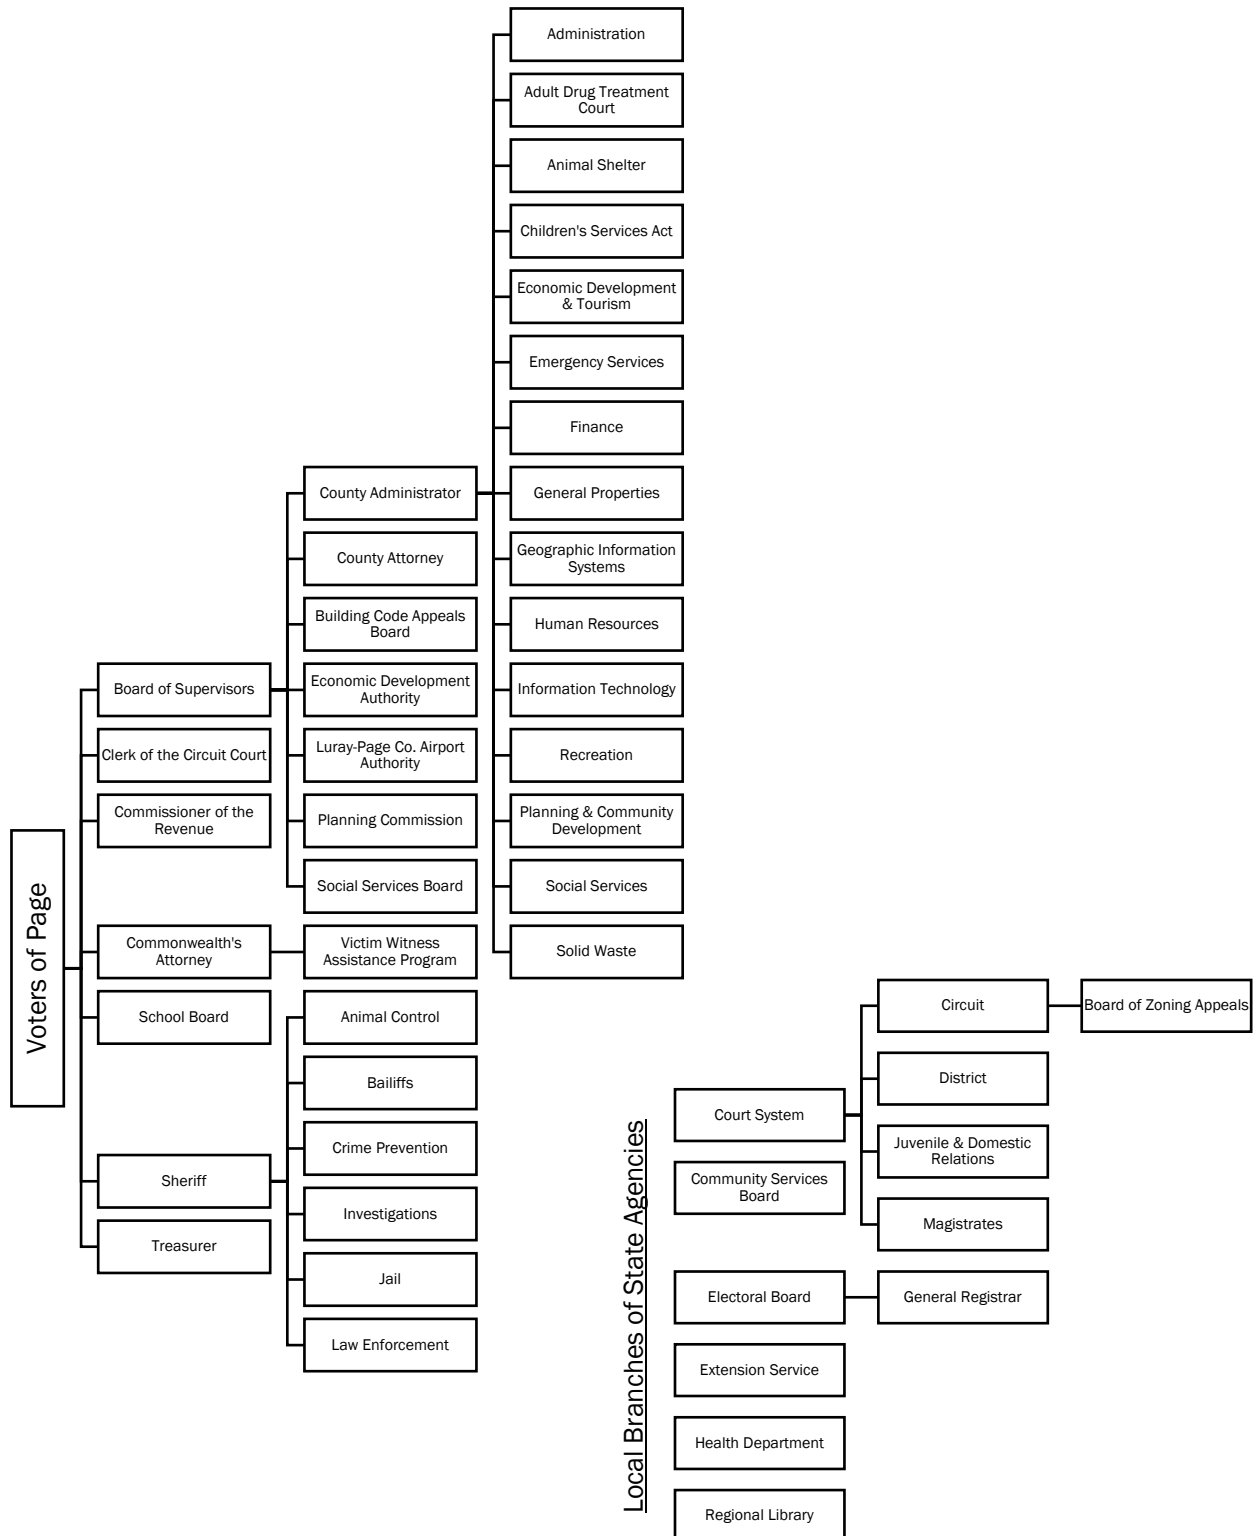 Voters of Page
Board of Supervisors
Clerk of the Circuit Court
Commissioner of the
Revenue
Commonwealth's
Attorney
School Board
Sheriff
Treasurer
County Administrator
County Attorney
Building Code Appeals
Board
Economic Development
Authority
Luray-Page Co. Airport
Authority
Planning Commission
Social Services Board
Victim Witness
Assistance Program
Animal Control
Bailiffs
Crime Prevention
Investigations
Jail
Law Enforcement
Administration
Adult Drug Treatment
Court
Animal Shelter
Children's Services Act
Economic Development
& Tourism
Emergency Services
Finance
General Properties
Geographic Information
Systems
Human Resources
Information Technology
Recreation
Planning & Community
Development
Social Services
Solid Waste
Local Branches of State Agencies
Court System
Community Services
Board
Electoral Board
Extension Service
Health Department
Regional Library
Circuit
District
Juvenile & Domestic
Relations
Magistrates
General Registrar
Board of Zoning Appeals